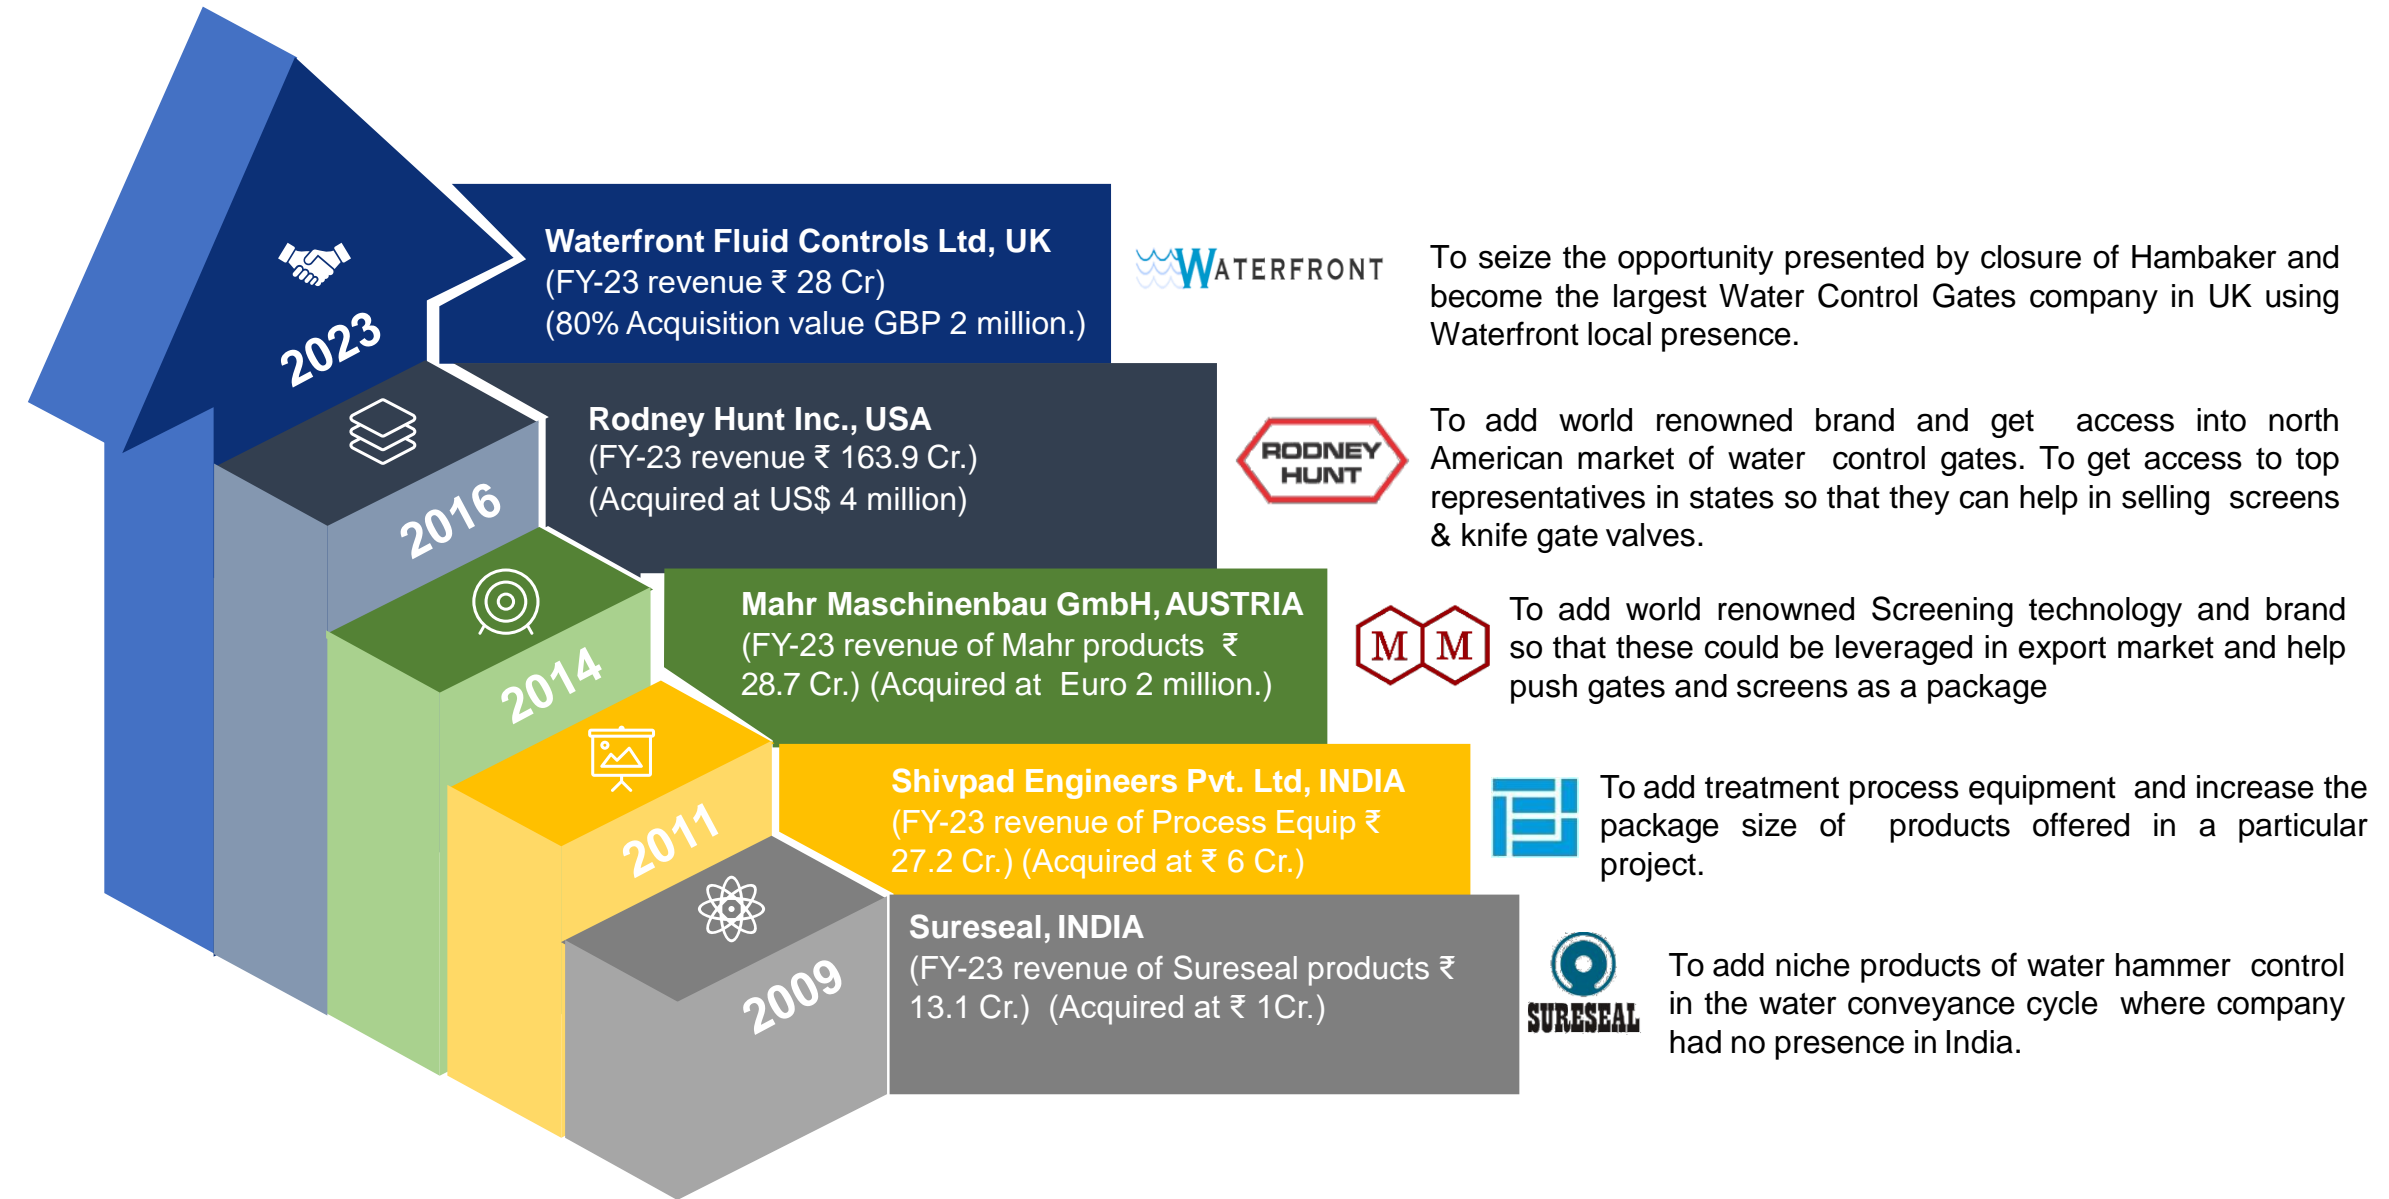 2023
Waterfront Fluid Controls Ltd, UK
(FY-23 revenue ₹ 28 Cr)
(80% Acquisition value GBP 2 million.)
WATERFRONT
To seize the opportunity presented by closure of Hambaker and
become the largest Water Control Gates company in UK using
Waterfront local presence.
2016
Rodney Hunt Inc., USA
(FY-23 revenue ₹ 163.9 Cr.)
(Acquired at US$ 4 million)
RODNEY
HUNT
To add world renowned brand and get access into north
American market of water control gates. To get access to top
representatives in states so that they can help in selling screens
& knife gate valves.
2014
Mahr Maschinenbau GmbH, AUSTRIA
(FY-23 revenue of Mahr products ₹
28.7 Cr.) (Acquired at Euro 2 million.)
M M
To add world renowned Screening technology and brand
so that these could be leveraged in export market and help
push gates and screens as a package
2011
Shivpad Engineers Pvt. Ltd, INDIA
(FY-23 revenue of Process Equip ₹
27.2 Cr.) (Acquired at ₹ 6 Cr.)
To add treatment process equipment and increase the
package size of products offered in a particular
project.
2009
Sureseal, INDIA
(FY-23 revenue of Sureseal products ₹
13.1 Cr.) (Acquired at ₹ 1Cr.)
SURESEAL
To add niche products of water hammer control
in the water conveyance cycle where company
had no presence in India.